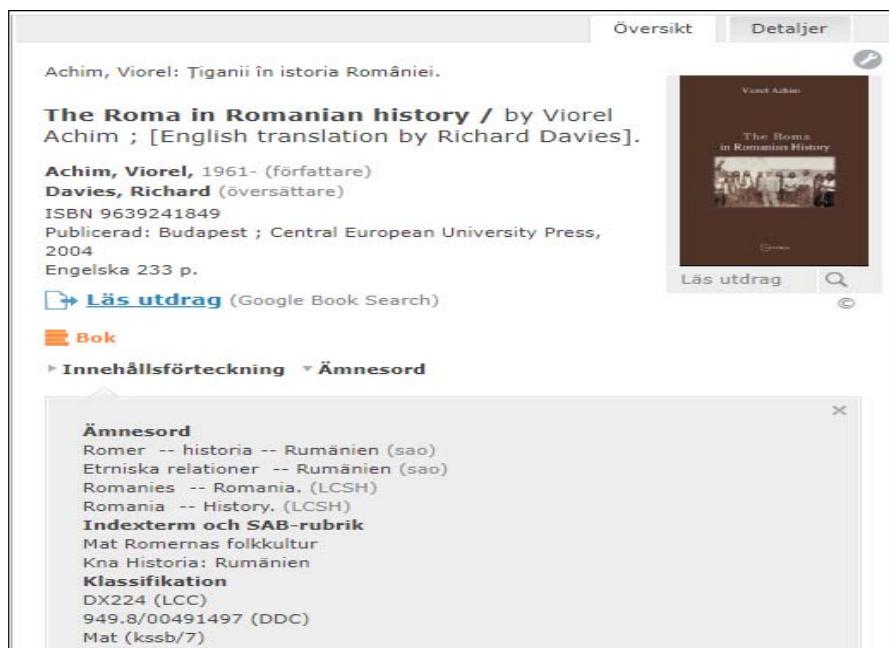 Översikt
Detaljer
Achim, Viorel: Ţiganii în istoria României.
The Roma in Romanian history / by Viorel
Achim ; [English translation by Richard Davies].
Achim, Viorel, 1961- (författare)
Davies, Richard (översättare)
ISBN 9639241849
Publicerad: Budapest ; Central European University Press,
2004
Engelska 233 p.
Läs utdrag (Google Book Search)
Viorel Achim
The Roma
in Romanian History
Läs utdrag
©
Bok
Innehållsförteckning Ämnesord
Ämnesord
Romer -- historia -- Rumänien (sao)
Etrniska relationer -- Rumänien (sao)
Romanies -- Romania. (LCSH)
Romania -- History. (LCSH)
Indexterm och SAB-rubrik
Mat Romernas folkkultur
Kna Historia: Rumänien
Klassifikation
DX224 (LCC)
949.8/00491497 (DDC)
Mat (kssb/7)